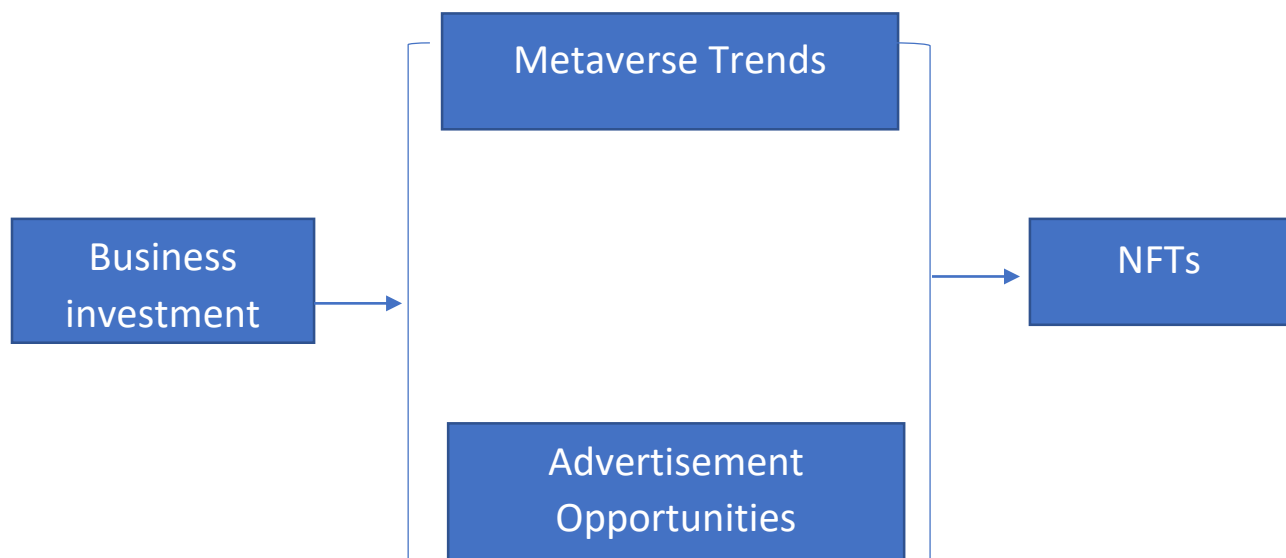 Metaverse Trends
Business
investment
NFTs
Advertisement
Opportunities